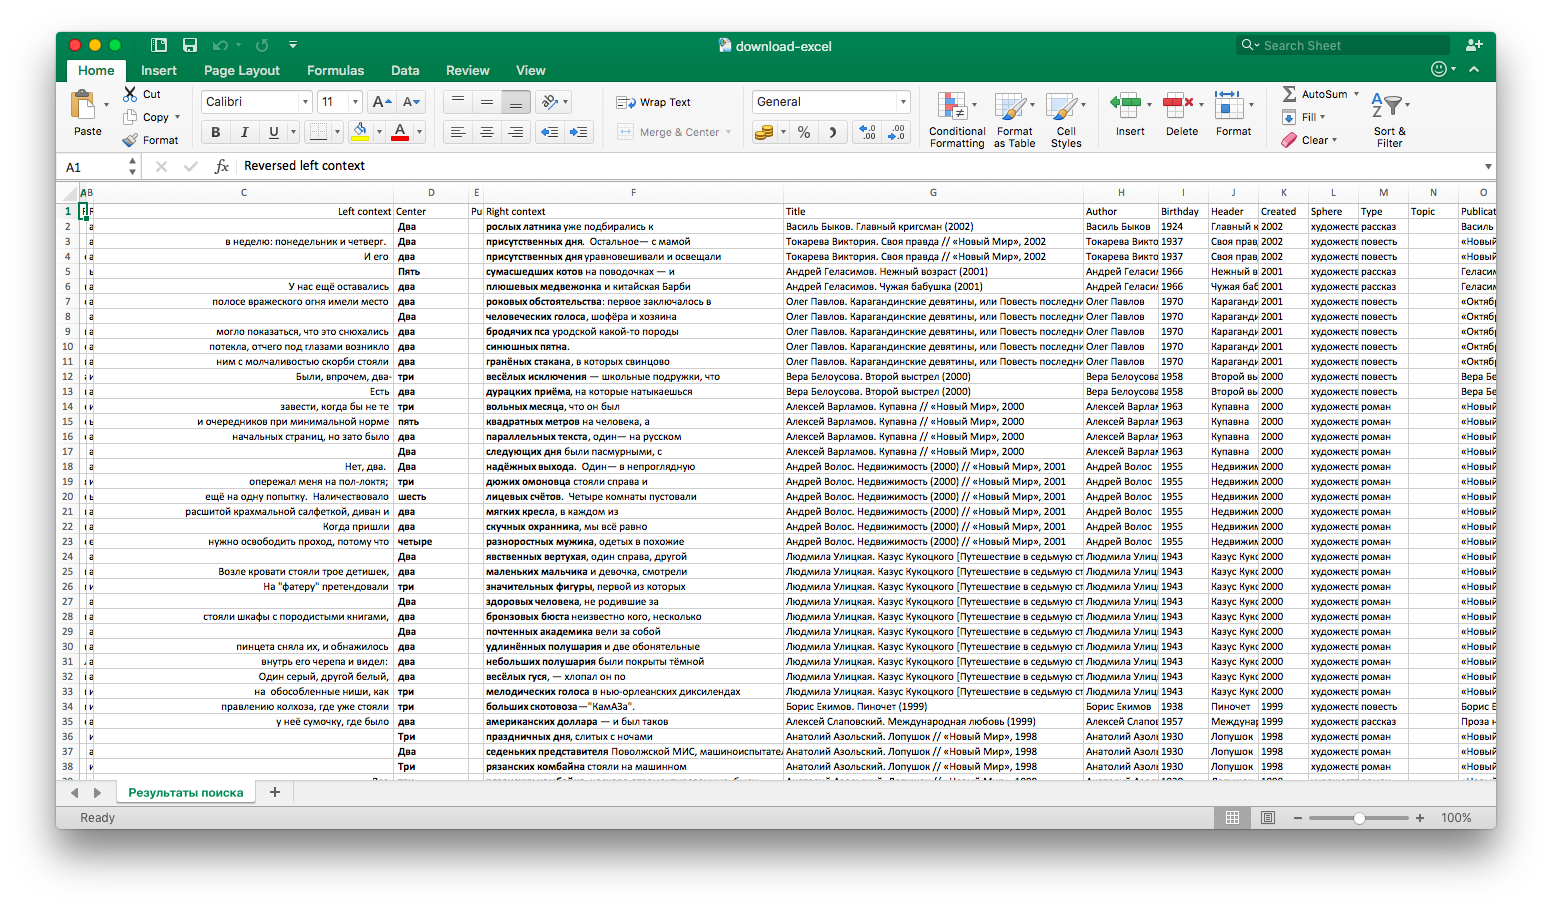 download-excel
Search Sheet
Home Insert Page Layout Formulas Data Review View
Paste Cut Copy Format Calibri 11 Wrap Text Merge & Center General Conditional Formatting Format as Table Cell Styles Insert Delete Format AutoSum Fill Clear Sort & Filter
A1 fx Reversed left context
A B C D E F G H I J K L M N O
1 Left context Center Pu Right context Title Author Birthday Header Created Sphere Type Topic Publicat
2 а Два рослых латника уже подбирались к Василь Быков. Главный кригсман (2002) Василь Быков 1924 Главный к 2002 художеств рассказ Василь
3 а в неделю: понедельник и четверг. Два присутственных дня. Остальное— с мамой Токарева Виктория. Своя правда // «Новый Мир», 2002 Токарева Викто 1937 Своя прав 2002 художеств повесть «Новый
4 а И его два присутственных дня уравновешивали и освещали Токарева Виктория. Своя правда // «Новый Мир», 2002 Токарева Викто 1937 Своя прав 2002 художеств повесть «Новый
5 ь Пять сумасшедших котов на поводочках — и Андрей Геласимов. Нежный возраст (2001) Андрей Геласи 1966 Нежный в 2001 художеств рассказ Геласим
6 а У нас ещё оставались два плюшевых медвежонка и китайская Барби Андрей Геласимов. Чужая бабушка (2001) Андрей Геласи 1966 Чужая баб 2001 художеств рассказ Геласим
7 а полосе вражеского огня имели место два роковых обстоятельства: первое заключалось в Олег Павлов. Карагандинские девятины, или Повесть последни Олег Павлов 1970 Караганди 2001 художеств повесть «Октябр
8 а Два человеческих голоса, шофёра и хозяина Олег Павлов. Карагандинские девятины, или Повесть последни Олег Павлов 1970 Караганди 2001 художеств повесть «Октябр
9 а могло показаться, что это снюхались два бродячих пса уродской какой-то породы Олег Павлов. Карагандинские девятины, или Повесть последни Олег Павлов 1970 Караганди 2001 художеств повесть «Октябр
10 а потекла, отчего под глазами возникло два синюшных пятна. Олег Павлов. Карагандинские девятины, или Повесть последни Олег Павлов 1970 Караганди 2001 художеств повесть «Октябр
11 а ним с молчаливостью скорби стояли два гранёных стакана, в которых свинцово Олег Павлов. Карагандинские девятины, или Повесть последни Олег Павлов 1970 Караганди 2001 художеств повесть «Октябр
12 и Были, впрочем, два- три весёлых исключения — школьные подружки, что Вера Белоусова. Второй выстрел (2000) Вера Белоусова 1958 Второй вы 2000 художеств повесть Вера Бе
13 а Есть два дурацких приёма, на которые натыкаешься Вера Белоусова. Второй выстрел (2000) Вера Белоусова 1958 Второй вы 2000 художеств повесть Вера Бе
14 и завести, когда бы не те три вольных месяца, что он был Алексей Варламов. Купавна // «Новый Мир», 2000 Алексей Варла 1963 Купавна 2000 художеств роман «Новый
15 ь и очередников при минимальной норме пять квадратных метров на человека, а Алексей Варламов. Купавна // «Новый Мир», 2000 Алексей Варла 1963 Купавна 2000 художеств роман «Новый
16 а начальных страниц, но зато было два параллельных текста, один— на русском Алексей Варламов. Купавна // «Новый Мир», 2000 Алексей Варла 1963 Купавна 2000 художеств роман «Новый
17 а Два следующих дня были пасмурными, с Алексей Варламов. Купавна // «Новый Мир», 2000 Алексей Варла 1963 Купавна 2000 художеств роман «Новый
18 а Нет, два. Два надёжных выхода. Один— в непроглядную Андрей Волос. Недвижимость (2000) // «Новый Мир», 2001 Андрей Волос 1955 Недвижим 2000 художеств роман «Новый
19 и опережал меня на пол-локтя; три дюжих омоновца стояли справа и Андрей Волос. Недвижимость (2000) // «Новый Мир», 2001 Андрей Волос 1955 Недвижим 2000 художеств роман «Новый
20 ь ещё на одну попытку. Наличествовало шесть лицевых счётов. Четыре комнаты пустовали Андрей Волос. Недвижимость (2000) // «Новый Мир», 2001 Андрей Волос 1955 Недвижим 2000 художеств роман «Новый
21 а расшитой крахмальной салфеткой, диван и два мягких кресла, в каждом из Андрей Волос. Недвижимость (2000) // «Новый Мир», 2001 Андрей Волос 1955 Недвижим 2000 художеств роман «Новый
22 а Когда пришли два скучных охранника, мы всё равно Андрей Волос. Недвижимость (2000) // «Новый Мир», 2001 Андрей Волос 1955 Недвижим 2000 художеств роман «Новый
23 е нужно освободить проход, потому что четыре разноростных мужика, одетых в похожие Андрей Волос. Недвижимость (2000) // «Новый Мир», 2001 Андрей Волос 1955 Недвижим 2000 художеств роман «Новый
24 а Два явственных вертухая, один справа, другой Людмила Улицкая. Казус Кукоцкого [Путешествие в седьмую ст Людмила Улиц 1943 Казус Кукс 2000 художеств роман «Новый
25 а Возле кровати стояли трое детишек, два маленьких мальчика и девочка, смотрели Людмила Улицкая. Казус Кукоцкого [Путешествие в седьмую ст Людмила Улиц 1943 Казус Кукс 2000 художеств роман «Новый
26 и На "фатеру" претендовали три значительных фигуры, первой из которых Людмила Улицкая. Казус Кукоцкого [Путешествие в седьмую ст Людмила Улиц 1943 Казус Кукс 2000 художеств роман «Новый
27 а Два здоровых человека, не родившие за Людмила Улицкая. Казус Кукоцкого [Путешествие в седьмую ст Людмила Улиц 1943 Казус Кукс 2000 художеств роман «Новый
28 а стояли шкафы с породистыми книгами, два бронзовых бюста неизвестно кого, несколько Людмила Улицкая. Казус Кукоцкого [Путешествие в седьмую ст Людмила Улиц 1943 Казус Кукс 2000 художеств роман «Новый
29 а Два почтенных академика вели за собой Людмила Улицкая. Казус Кукоцкого [Путешествие в седьмую ст Людмила Улиц 1943 Казус Кукс 2000 художеств роман «Новый
30 а пинцета сняла их, и обнажилось два удлинённых полушария и две обонятельные Людмила Улицкая. Казус Кукоцкого [Путешествие в седьмую ст Людмила Улиц 1943 Казус Кукс 2000 художеств роман «Новый
31 а внутрь его черепа и видел: два небольших полушария были покрыты тёмной Людмила Улицкая. Казус Кукоцкого [Путешествие в седьмую ст Людмила Улиц 1943 Казус Кукс 2000 художеств роман «Новый
32 а Один серый, другой белый, два весёлых гуся, — хлопал он по Людмила Улицкая. Казус Кукоцкого [Путешествие в седьмую ст Людмила Улиц 1943 Казус Кукс 2000 художеств роман «Новый
33 и на обособленные ниши, как три мелодических голоса в нью-орлеанских диксилендах Людмила Улицкая. Казус Кукоцкого [Путешествие в седьмую ст Людмила Улиц 1943 Казус Кукс 2000 художеств роман «Новый
34 и правлению колхоза, где уже стояли три больших скотовоза—"КамАЗа". Борис Екимов. Пиночет (1999) Борис Екимов 1938 Пиночет 1999 художеств повесть Борис Е
35 а у неё сумочку, где было два американских доллара — и был таков Алексей Слаповский. Международная любовь (1999) Алексей Слапо 1957 Междунар 1999 художеств рассказ Проза н
36 и Три праздничных дня, слитых с ночами Анатолий Азольский. Лопушок // «Новый Мир», 1998 Анатолий Азол 1930 Лопушок 1998 художеств роман «Новый
37 а Два седеньких представителя Поволжской МИС, машиноиспытател Анатолий Азольский. Лопушок // «Новый Мир», 1998 Анатолий Азол 1930 Лопушок 1998 художеств роман «Новый
38 и Три рязанских комбайна стояли на машинном Анатолий Азольский. Лопушок // «Новый Мир», 1998 Анатолий Азол 1930 Лопушок 1998 художеств роман «Новый
Результаты поиска
Ready 100%